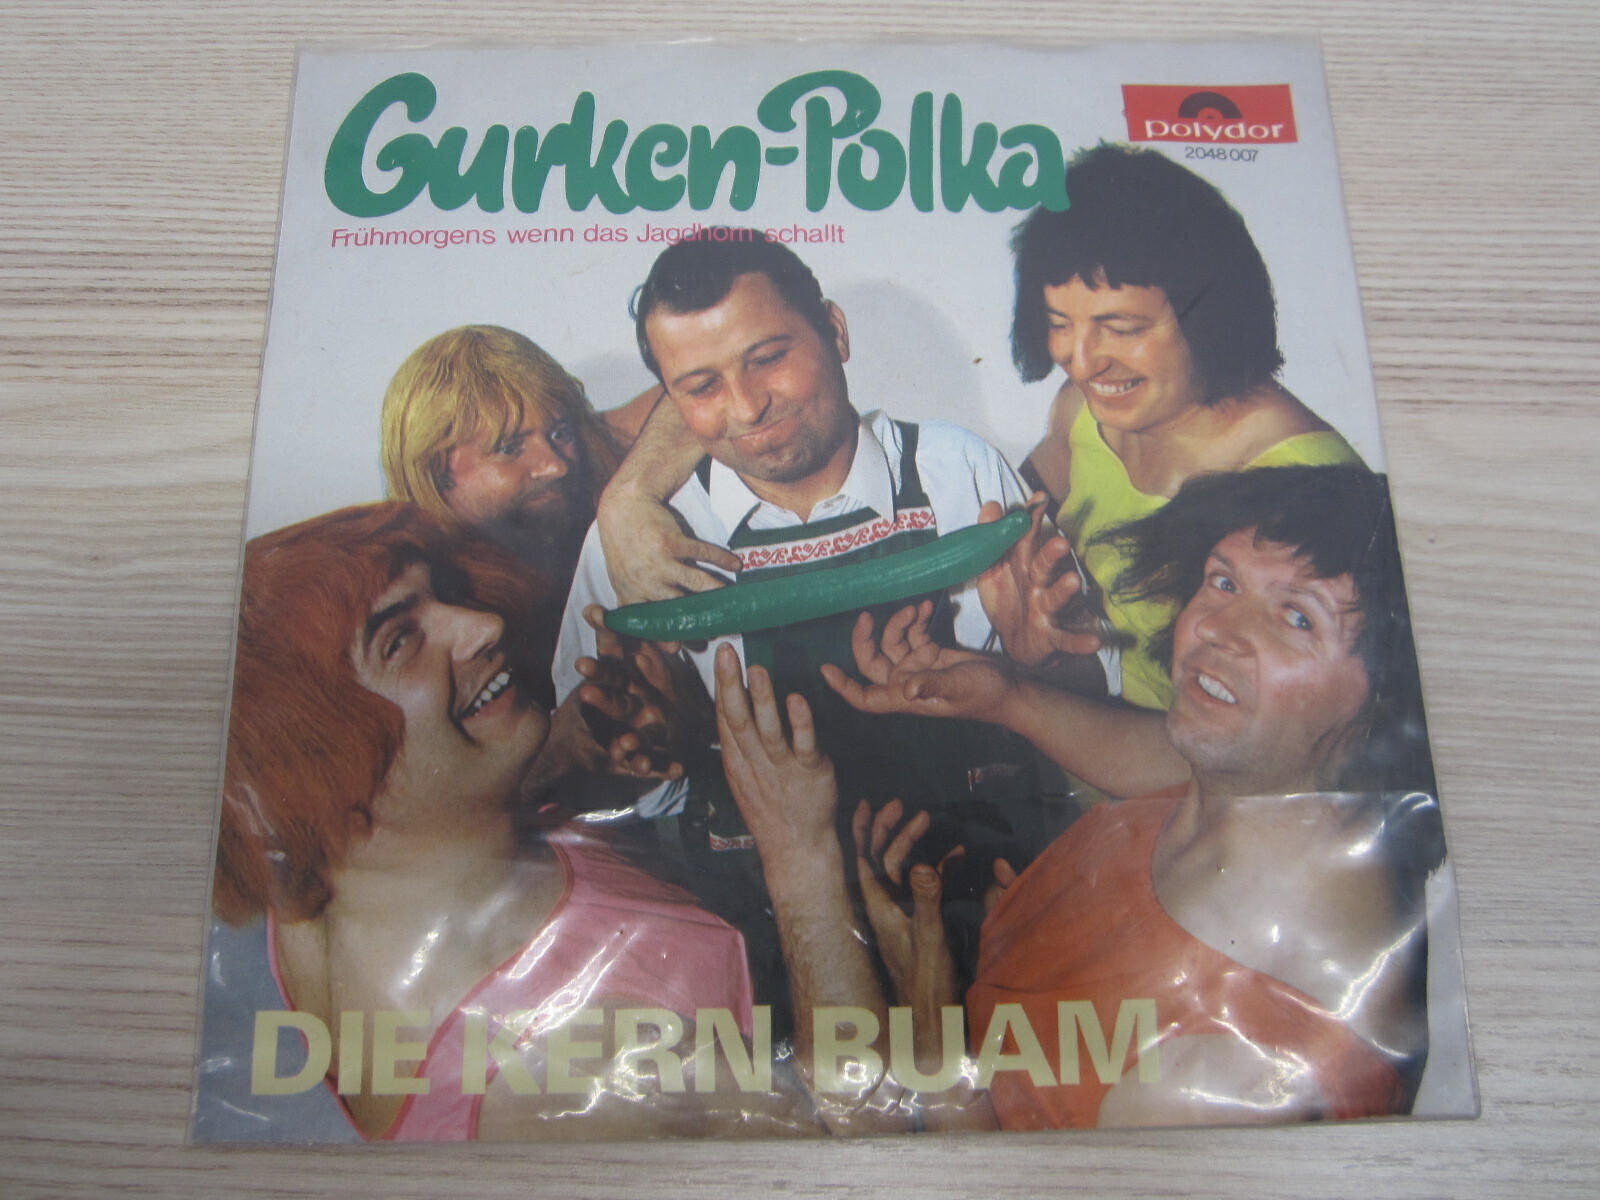 Gurken-Polka
polydor
2048 007
Frühmorgens wenn das Jagdhorn schallt
DIE KERN BUAM